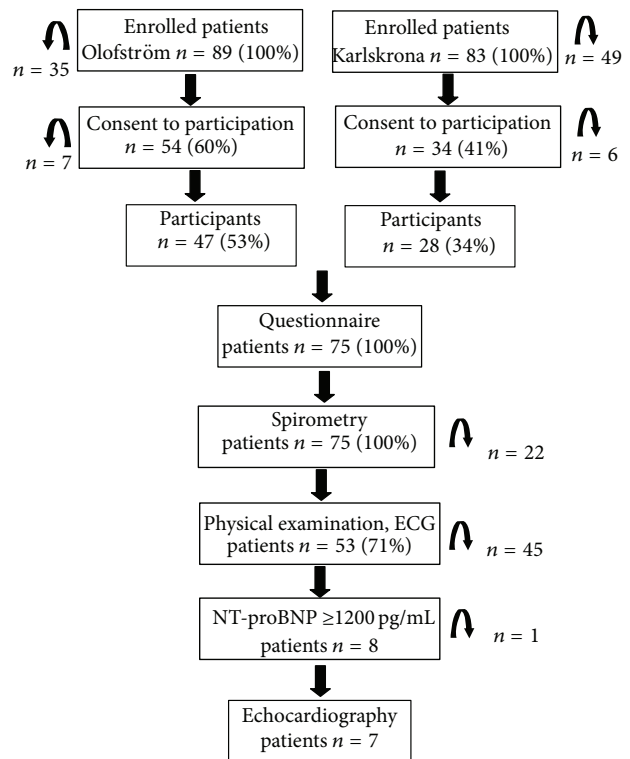 Enrolled patients
Olofström n = 89 (100%)
n = 35
Enrolled patients
Karlskrona n = 83 (100%)
n = 49
Consent to participation
n = 54 (60%)
n = 7
Consent to participation
n = 34 (41%)
n = 6
Participants
n = 47 (53%)
Participants
n = 28 (34%)
Questionnaire
patients n = 75 (100%)
Spirometry
patients n = 75 (100%)
n = 22
Physical examination, ECG
patients n = 53 (71%)
n = 45
NT-proBNP ≥1200 pg/mL
patients n = 8
n = 1
Echocardiography
patients n = 7